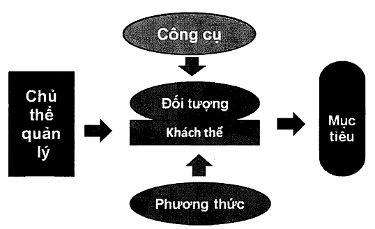 Công cụ
Chủ
thể
quản
lý
Đối tượng
Khách thể
Mục
tiêu
Phương thức